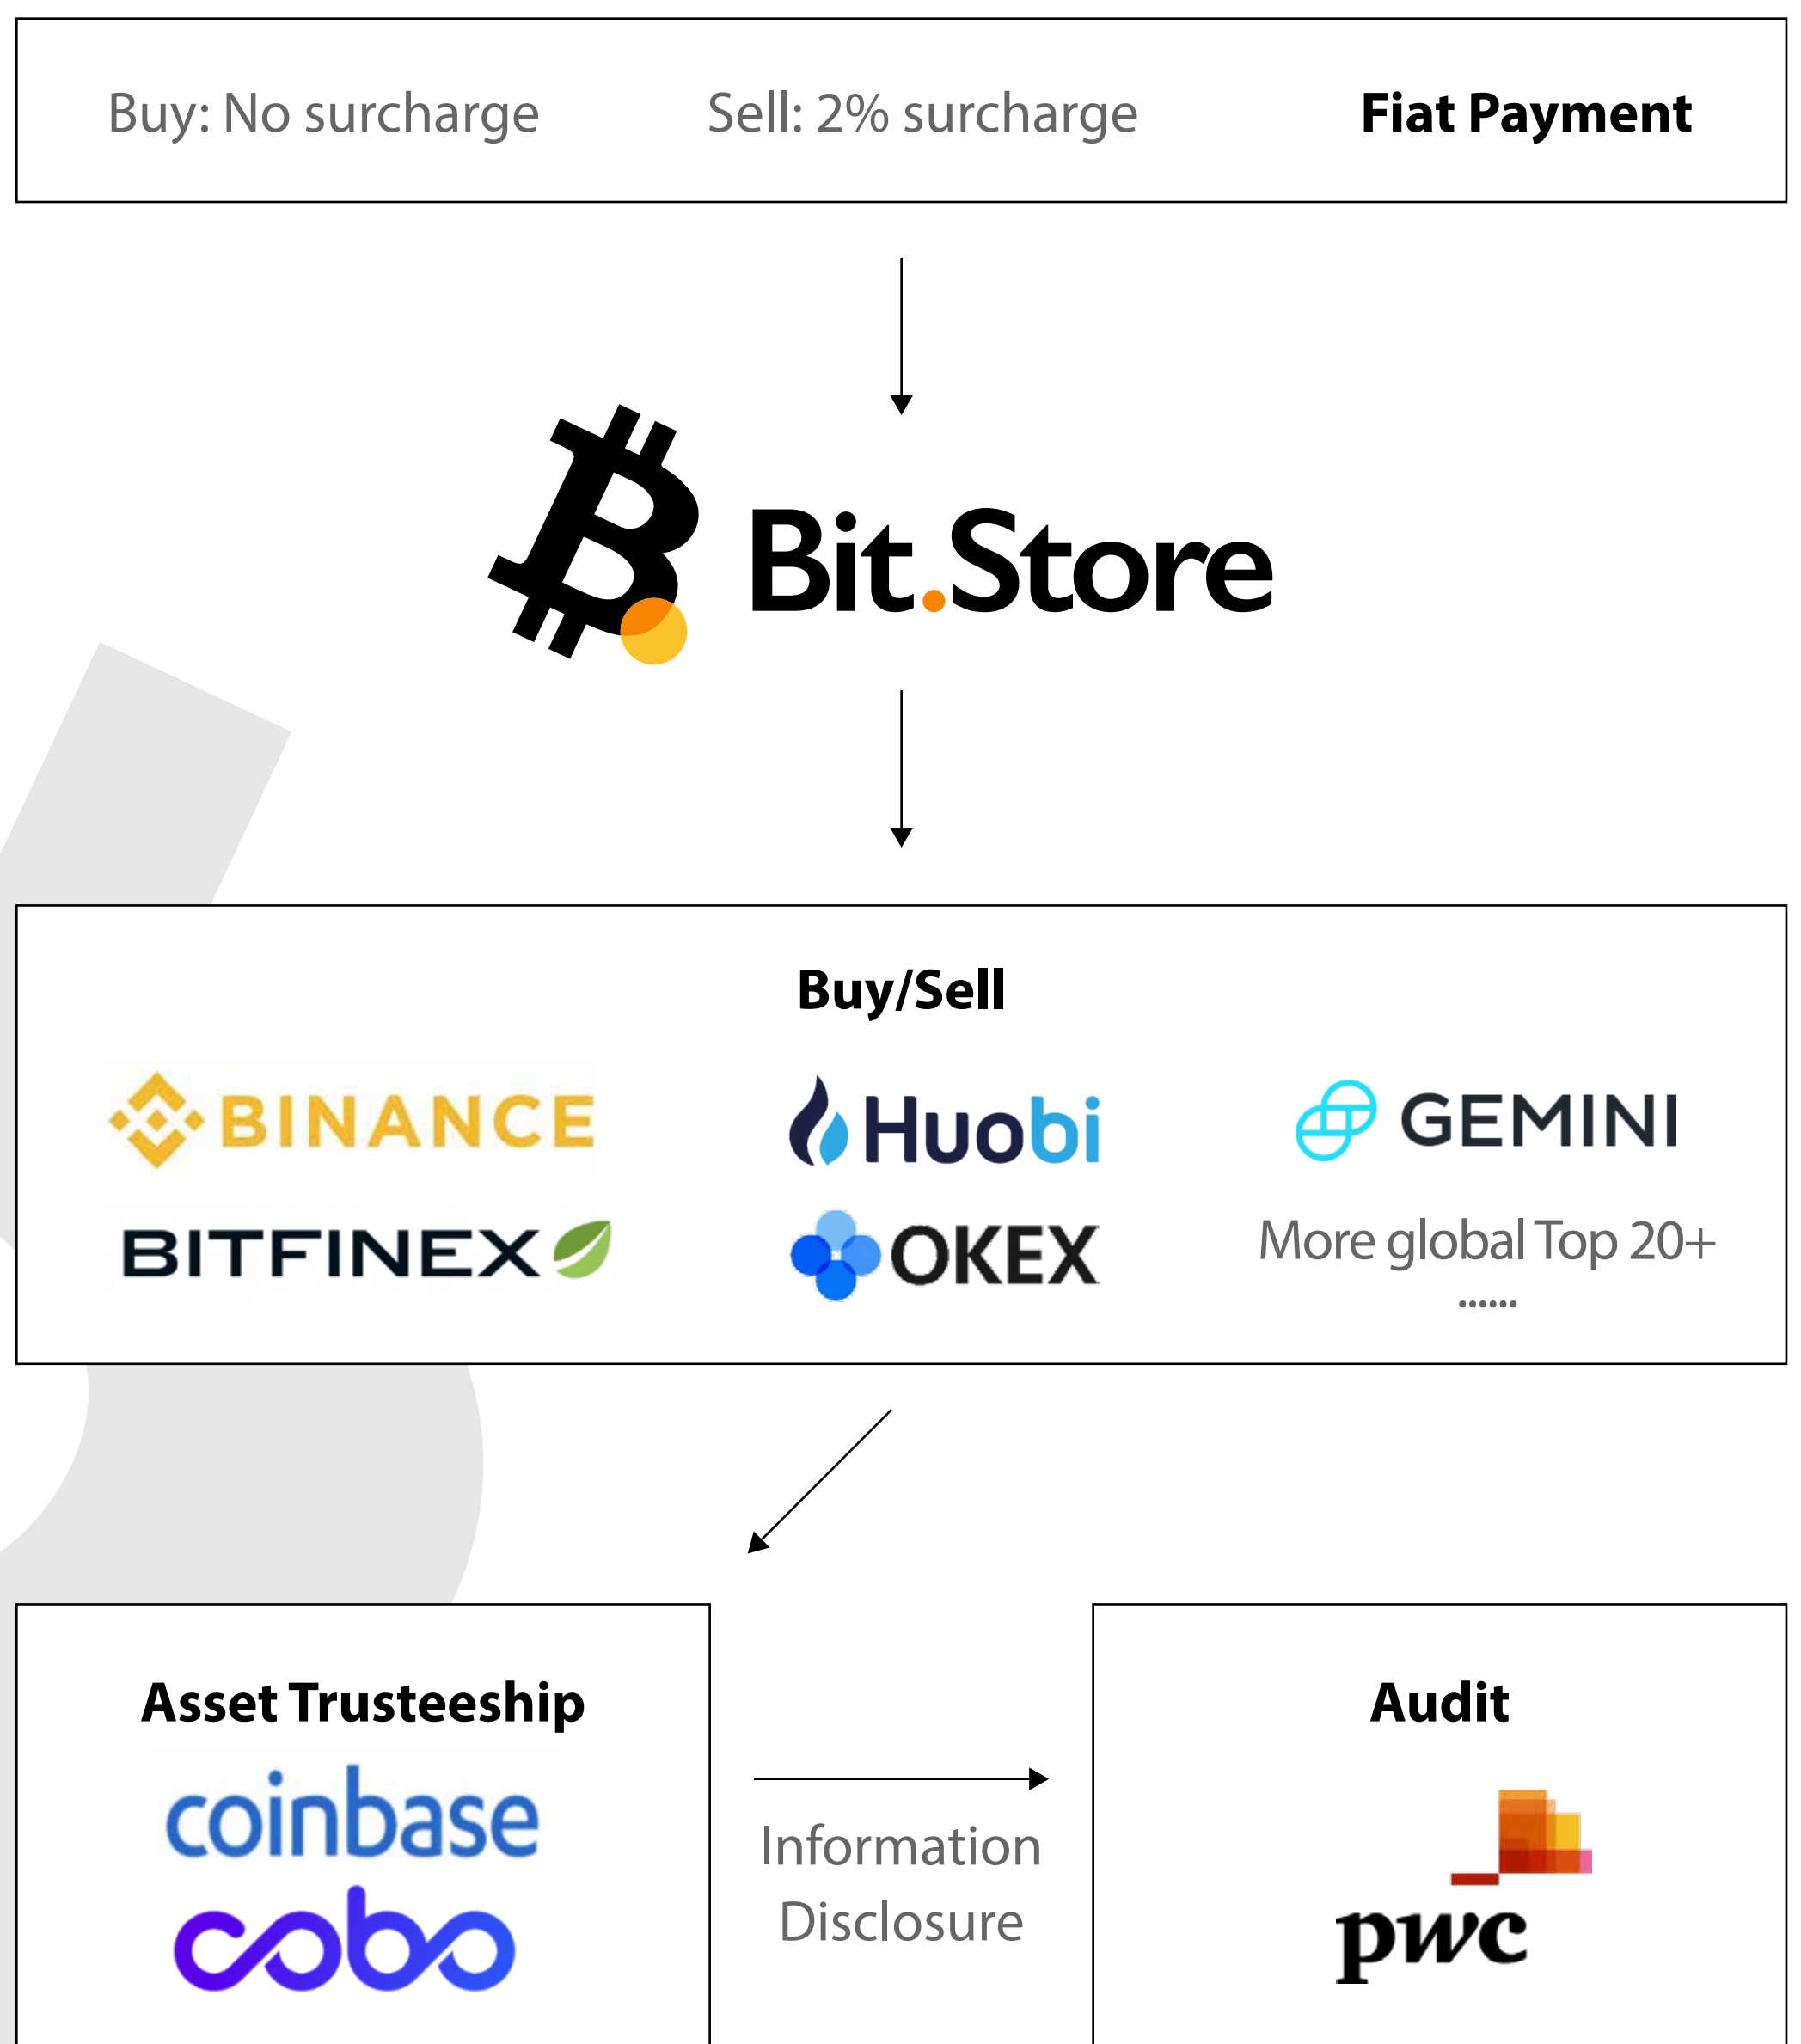 Buy: No surcharge
Sell: 2% surcharge
Fiat Payment
Bit.Store
Buy/Sell
BINANCE
Huobi
GEMINI
BITFINEX
OKEX
More global Top 20+
......
Asset Trusteeship
coinbase
cobo
Information
Disclosure
Audit
pwc